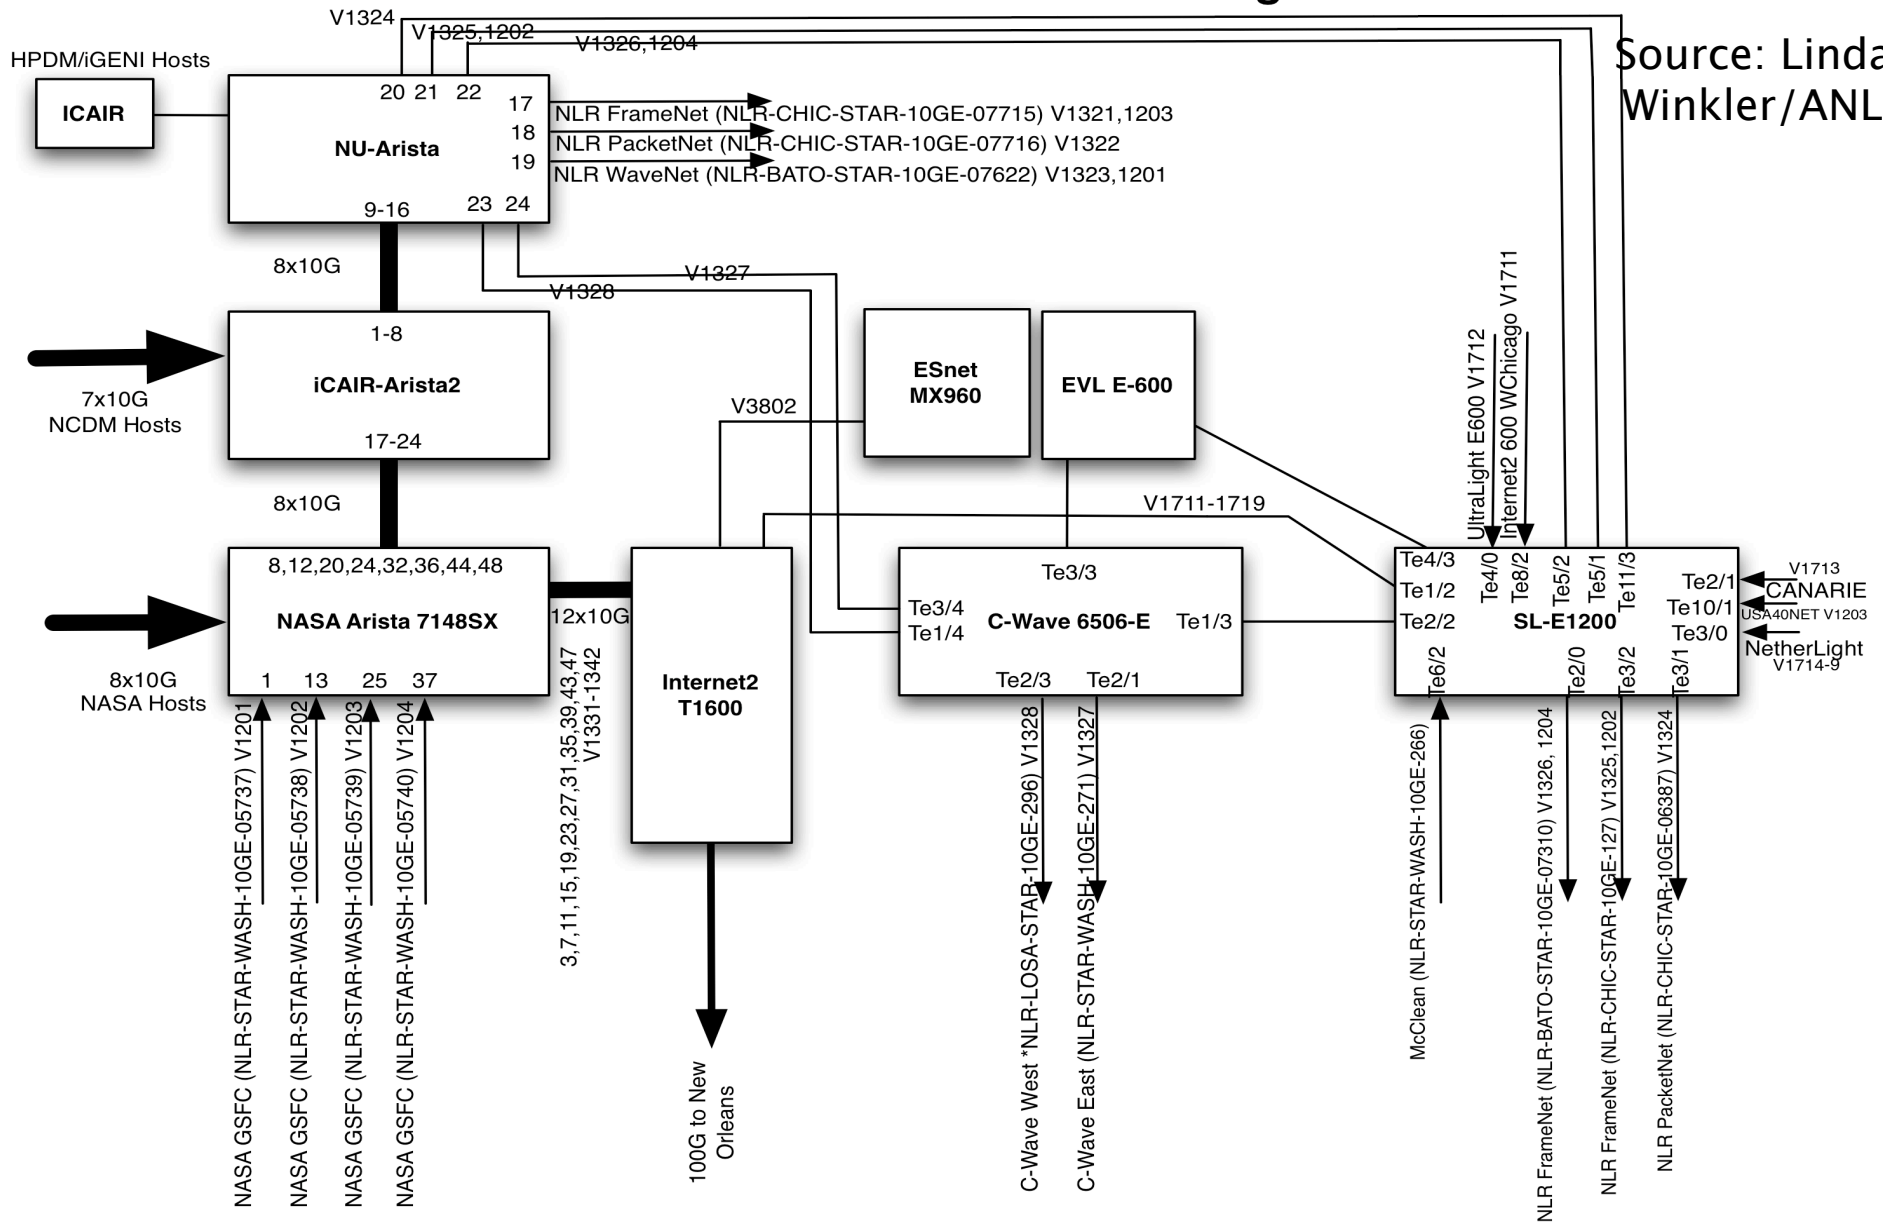 g
Source: Linda
Winkler/ANL
V1324
V1325,1202
V1326,1204
HPDM/iGENI Hosts
ICAIR
20 21 22
17
18
19
NU-Arista
9-16
23 24
NLR FrameNet (NLR-CHIC-STAR-10GE-07715) V1321,1203
NLR PacketNet (NLR-CHIC-STAR-10GE-07716) V1322
NLR WaveNet (NLR-BATO-STAR-10GE-07622) V1323,1201
8x10G
V1327
V1328
1-8
iCAIR-Arista2
17-24
7x10G
NCDM Hosts
8x10G
ESnet
MX960
EVL E-600
V3802
V1711-1719
UltraLight E600 V1712
Internet2 600 WChicago V1711
8,12,20,24,32,36,44,48
NASA Arista 7148SX
1 13 25 37
8x10G
NASA Hosts
12x10G
3,7,11,15,19,23,27,31,35,39,43,47
V1331-1342
Internet2
T1600
100G to New
Orleans
Te3/3
Te3/4
Te1/4
C-Wave 6506-E
Te1/3
Te2/3 Te2/1
Te4/3
Te1/2
Te2/2
Te6/2
Te4/0
Te8/2
Te5/2
Te5/1
Te11/3
SL-E1200
Te2/1
Te10/1
Te3/0
Te2/0
Te3/2
Te3/1
V1713
CANARIE
USA40NET V1203
NetherLight
V1714-9
NASA GSFC (NLR-STAR-WASH-10GE-05737) V1201
NASA GSFC (NLR-STAR-WASH-10GE-05738) V1202
NASA GSFC (NLR-STAR-WASH-10GE-05739) V1203
NASA GSFC (NLR-STAR-WASH-10GE-05740) V1204
C-Wave West *NLR-LOSA-STAR-10GE-296) V1328
C-Wave East (NLR-STAR-WASH-10GE-271) V1327
McClean (NLR-STAR-WASH-10GE-266)
NLR FrameNet (NLR-BATO-STAR-10GE-07310) V1326, 1204
NLR FrameNet (NLR-CHIC-STAR-10GE-127) V1325,1202
NLR PacketNet (NLR-CHIC-STAR-10GE-06387) V1324